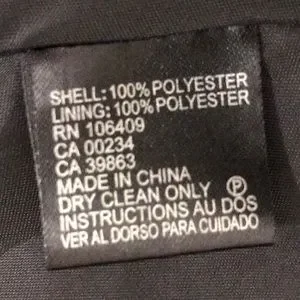 SHELL: 100% POLYESTER
LINING: 100% POLYESTER
RN 106409
CA 00234
CA 39863
MADE IN CHINA
DRY CLEAN ONLY Ⓟ
INSTRUCTIONS AU DOS
VER AL DORSO PARA CUIDADO